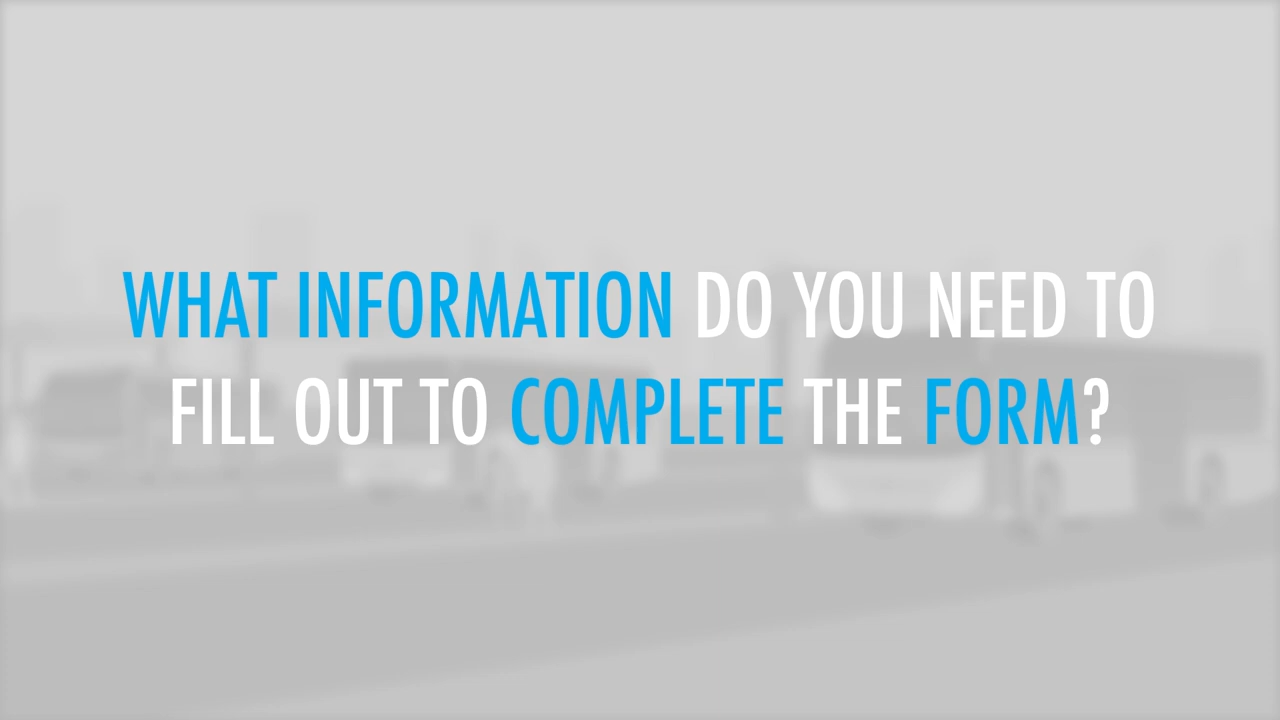 WHAT INFORMATION DO YOU NEED TO
FILL OUT TO COMPLETE THE FORM?